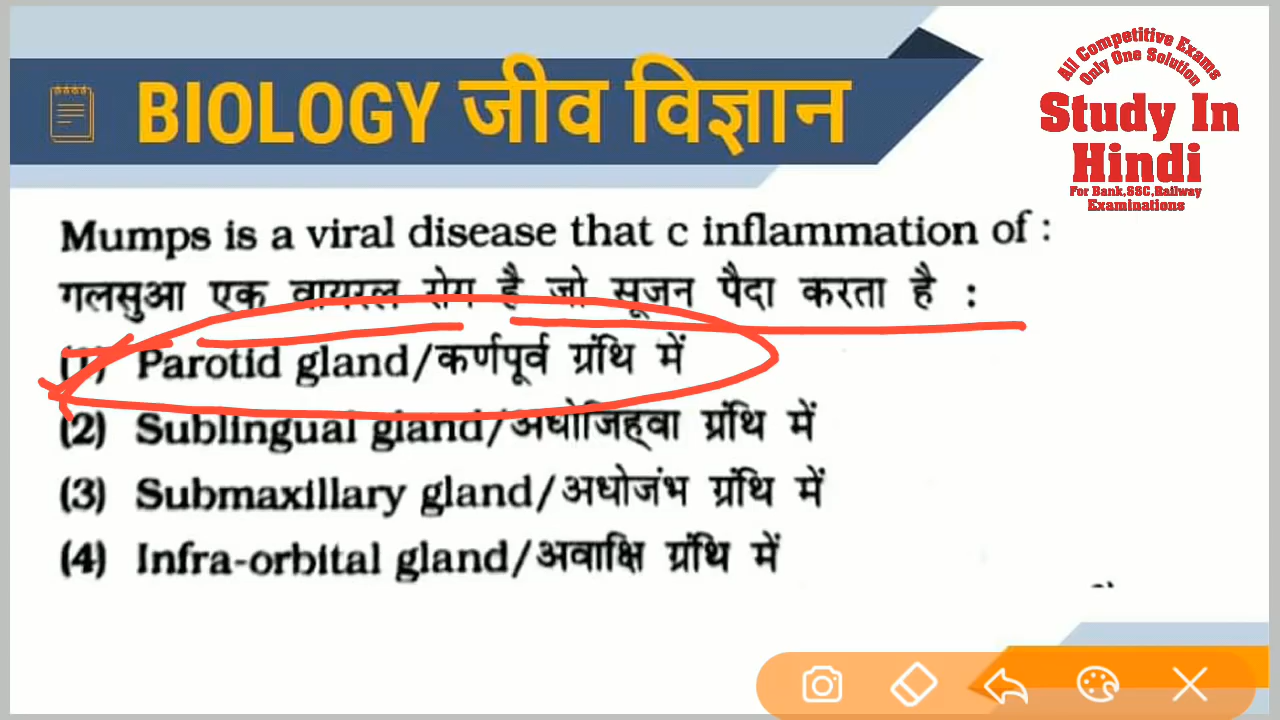 BIOLOGY जीव विज्ञान
All Competitive Exams
Only One Solution
Study In
Hindi
For Bank,SSC,Railway
Examinations
Mumps is a viral disease that c inflammation of :
गलसुआ एक वायरल रोग है जो सूजन पैदा करता है :
(1) Parotid gland/कर्णपूर्व ग्रंथि में
(2) Sublingual gland/अधोजिह्वा ग्रंथि में
(3) Submaxillary gland/अधोजंभ ग्रंथि में
(4) Infra-orbital gland/अवाक्षि ग्रंथि में